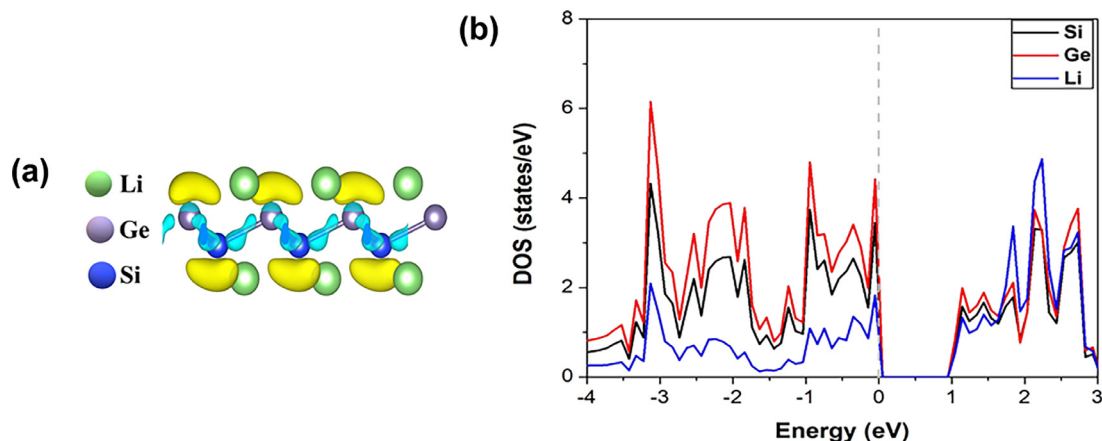 (a)
Li
Ge
Si
(b)
DOS (states/eV)
8
6
4
2
0
Si
Ge
Li
-4 -3 -2 -1 0 1 2 3
Energy (eV)